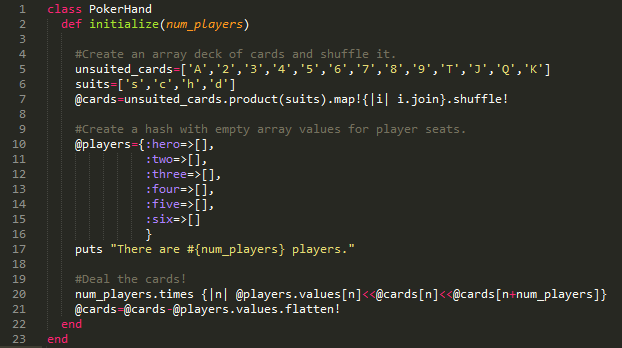 1 class PokerHand
2   def initialize(num_players)
3
4     #Create an array deck of cards and shuffle it.
5     unsuited_cards=['A','2','3','4','5','6','7','8','9','T','J','Q','K']
6     suits=['s','c','h','d']
7     @cards=unsuited_cards.product(suits).map!{|i| i.join}.shuffle!
8
9     #Create a hash with empty array values for player seats.
10     @players={:hero=>[],
11               :two=>[],
12               :three=>[],
13               :four=>[],
14               :five=>[],
15               :six=>[]
16               }
17     puts "There are #{num_players} players."
18
19     #Deal the cards!
20     num_players.times {|n| @players.values[n]<<@cards[n]<<@cards[n+num_players]}
21     @cards=@cards-@players.values.flatten!
22   end
23 end